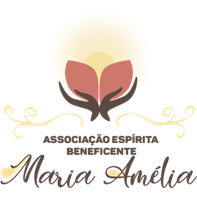 ASSOCIAÇÃO ESPÍRITA
BENEFICENTE
Maria Amélia